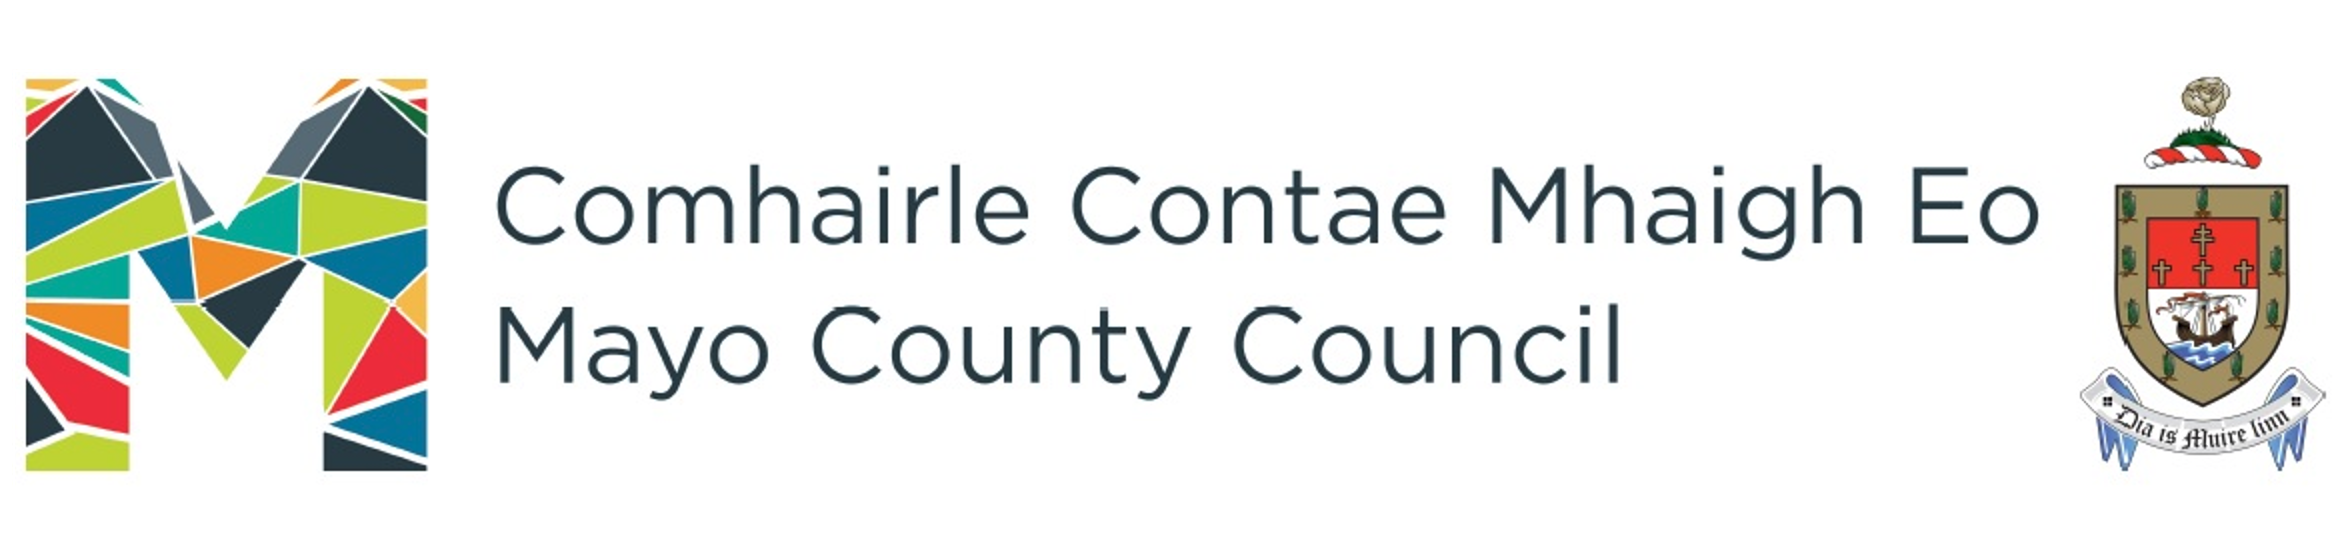 Comhairle Contae Mhaigh Eo
Mayo County Council
Dia is Muire linn